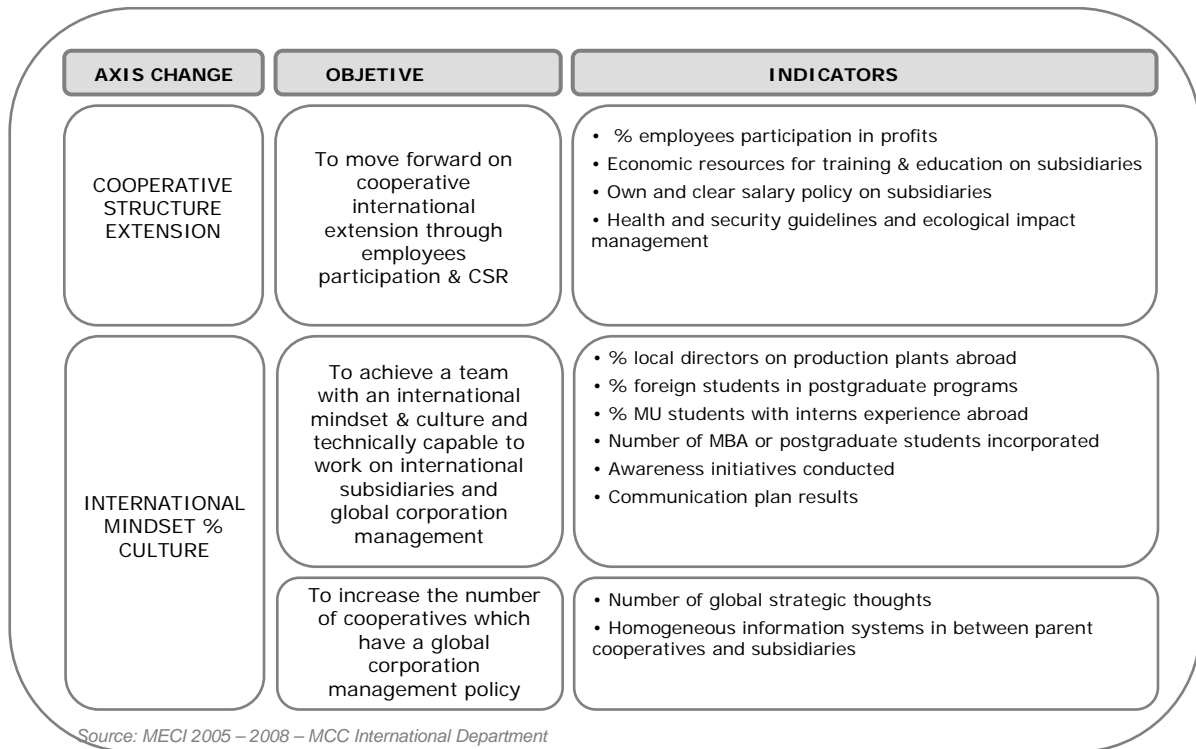 AXIS CHANGE
OBJETIVE
INDICATORS
COOPERATIVE
STRUCTURE
EXTENSION
To move forward on
cooperative
international
extension through
employees
participation & CSR
• % employees participation in profits
• Economic resources for training & education on subsidiaries
• Own and clear salary policy on subsidiaries
• Health and security guidelines and ecological impact
management
INTERNATIONAL
MINDSET %
CULTURE
To achieve a team
with an international
mindset & culture and
technically capable to
work on international
subsidiaries and
global corporation
management
• % local directors on production plants abroad
• % foreign students in postgraduate programs
• % MU students with interns experience abroad
• Number of MBA or postgraduate students incorporated
• Awareness initiatives conducted
• Communication plan results
To increase the number
of cooperatives which
have a global
corporation
management policy
• Number of global strategic thoughts
• Homogeneous information systems in between parent
cooperatives and subsidiaries
Source: MECI 2005 – 2008 – MCC International Department